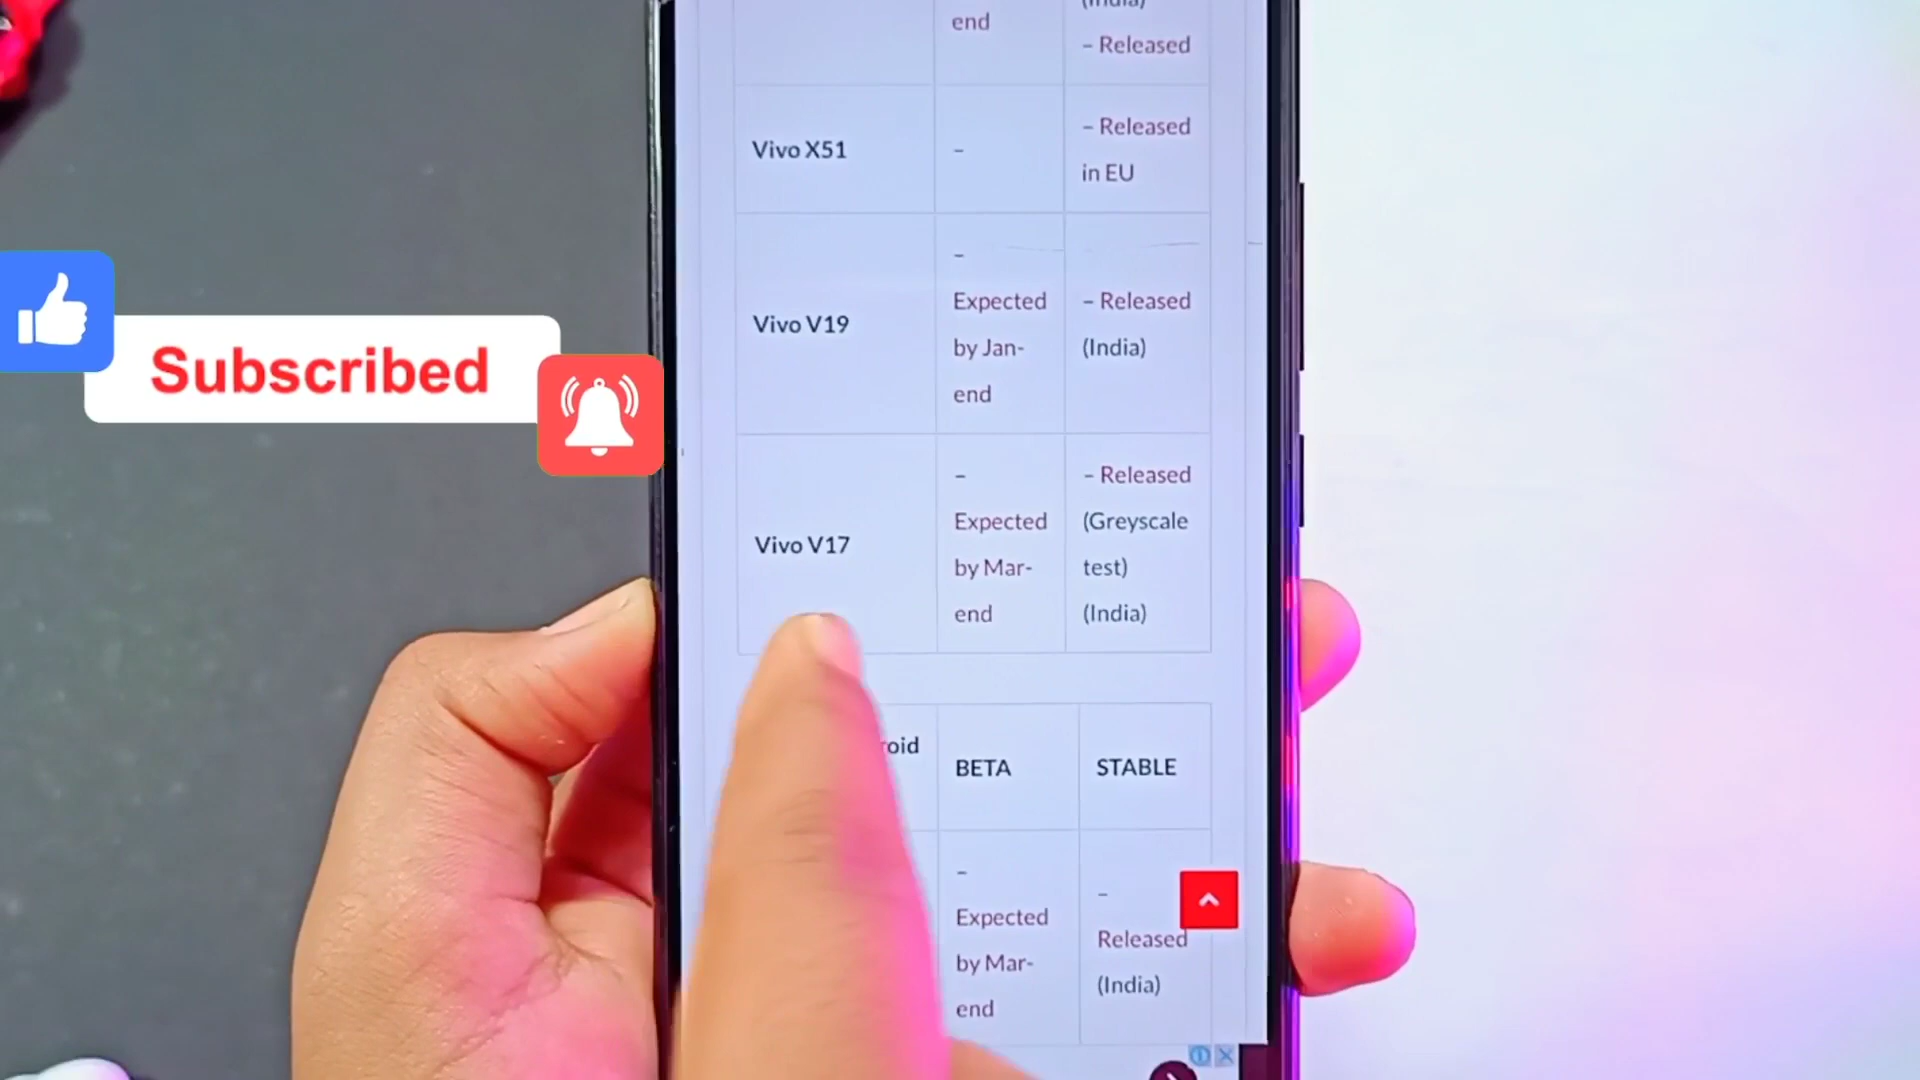 end
– Released
Vivo X51
–
– Released
in EU
Vivo V19
–
Expected
by Jan-
end
– Released
(India)
Subscribed
Vivo V17
–
Expected
by Mar-
end
– Released
(Greyscale
test)
(India)
BETA
STABLE
–
Expected
by Mar-
end
–
Released
(India)